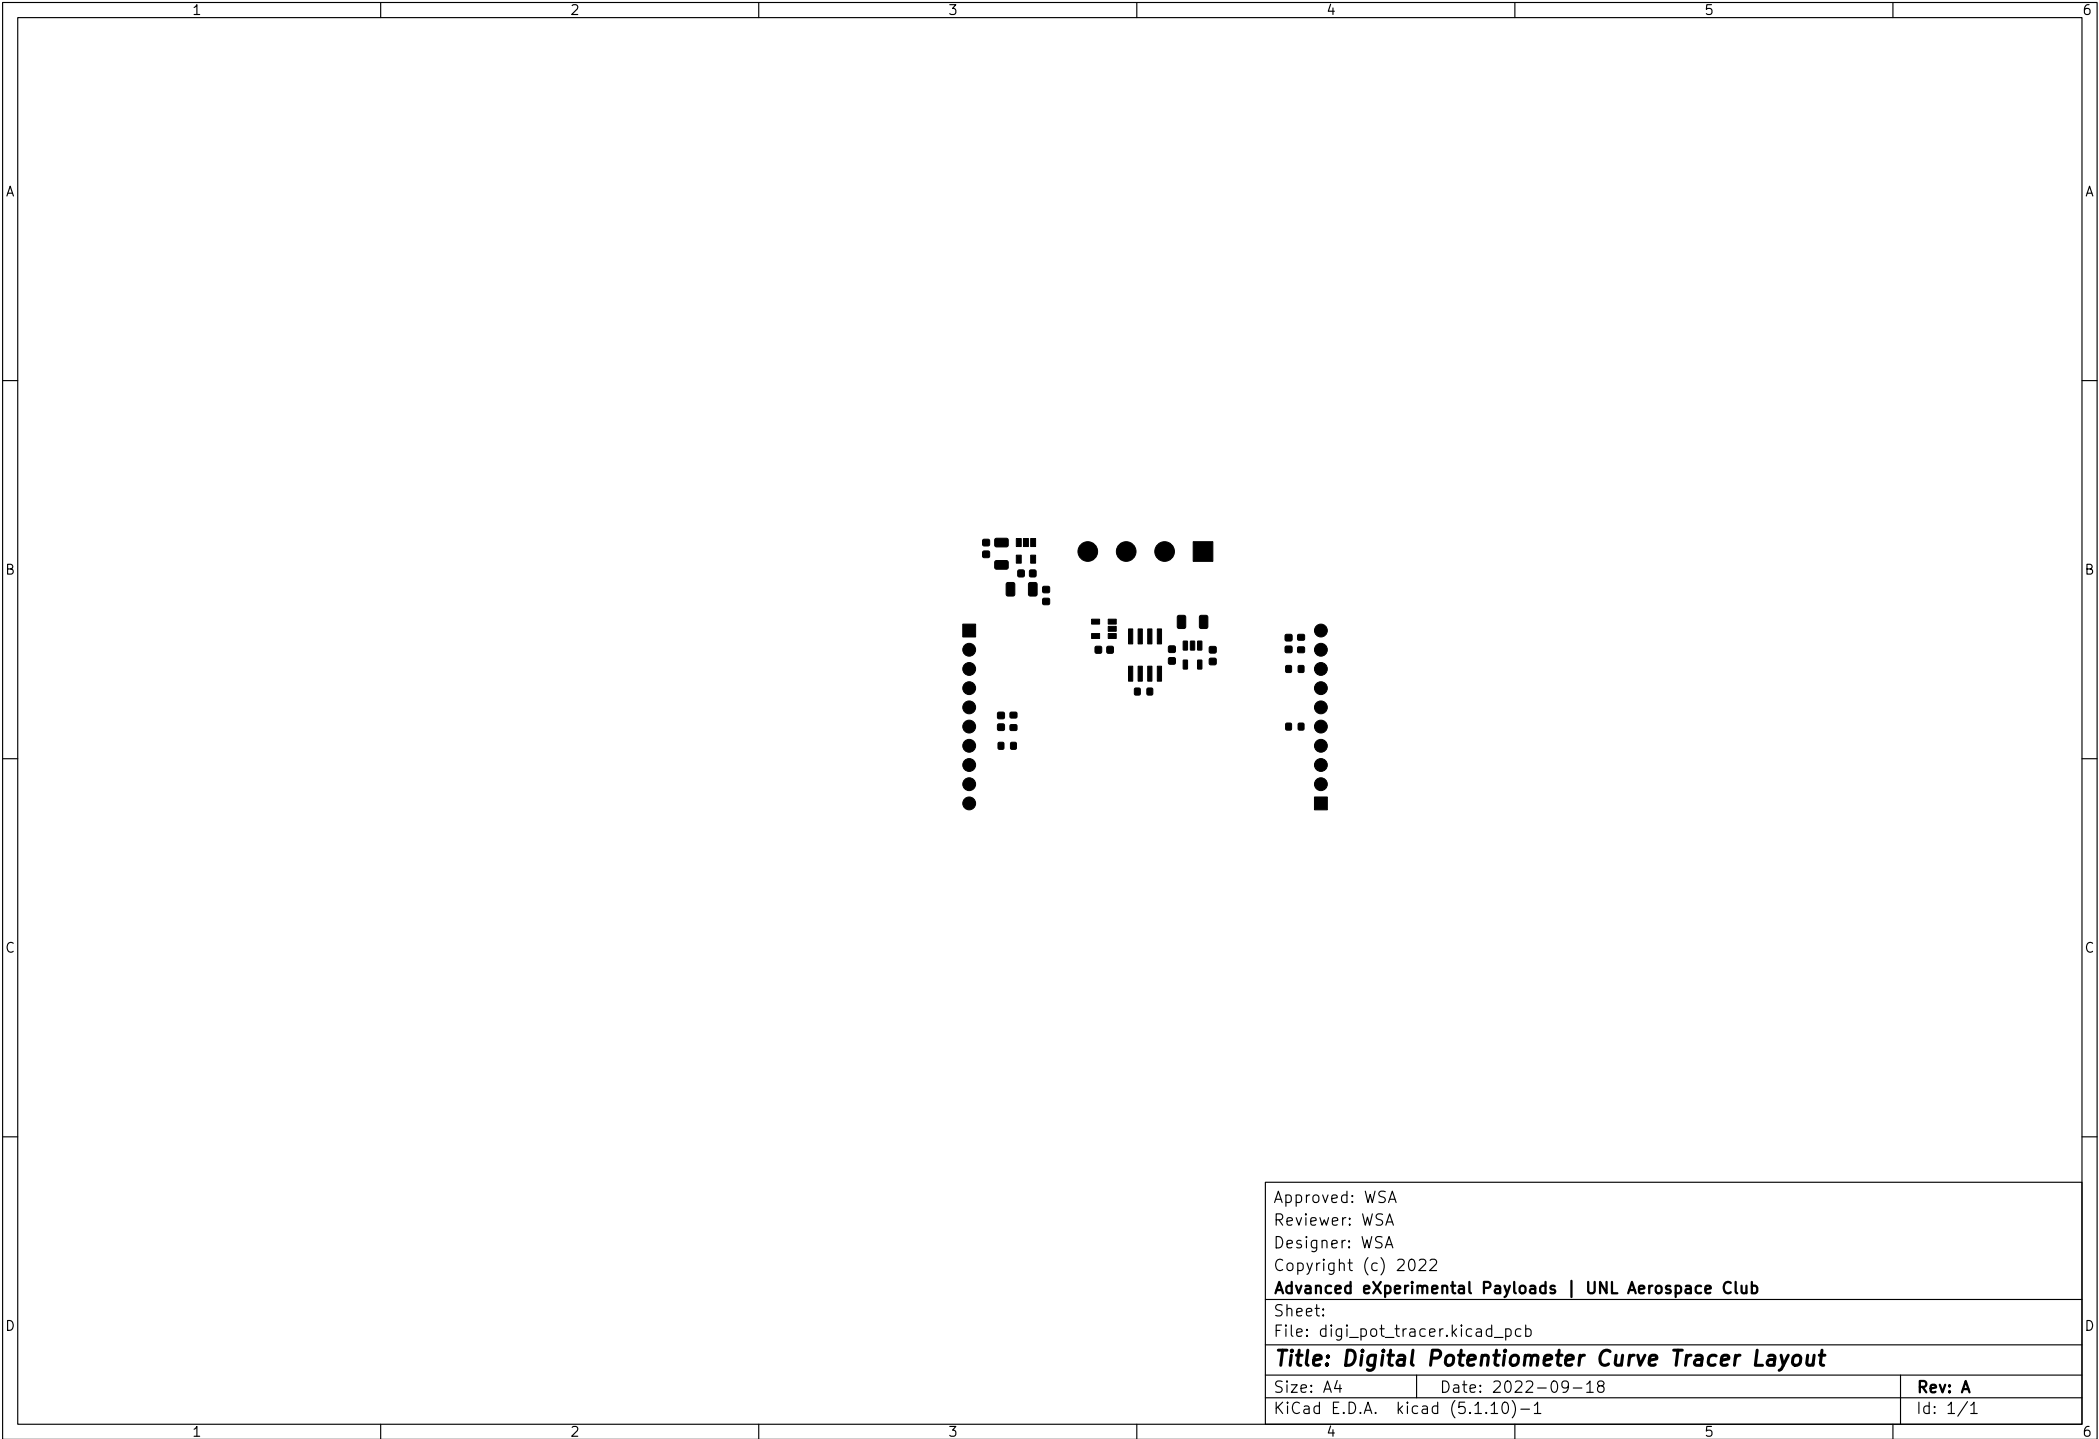 1 2 3 4 5 6
A A
B B
C C
Approved: WSA
Reviewer: WSA
Designer: WSA
Copyright (c) 2022
Advanced eXperimental Payloads | UNL Aerospace Club
Sheet:
D D
File: digi_pot_tracer.kicad_pcb
Title: Digital Potentiometer Curve Tracer Layout
Size: A4 Date: 2022-09-18 Rev: A
KiCad E.D.A. kicad (5.1.10)-1 Id: 1/1
1 2 3 4 5 6